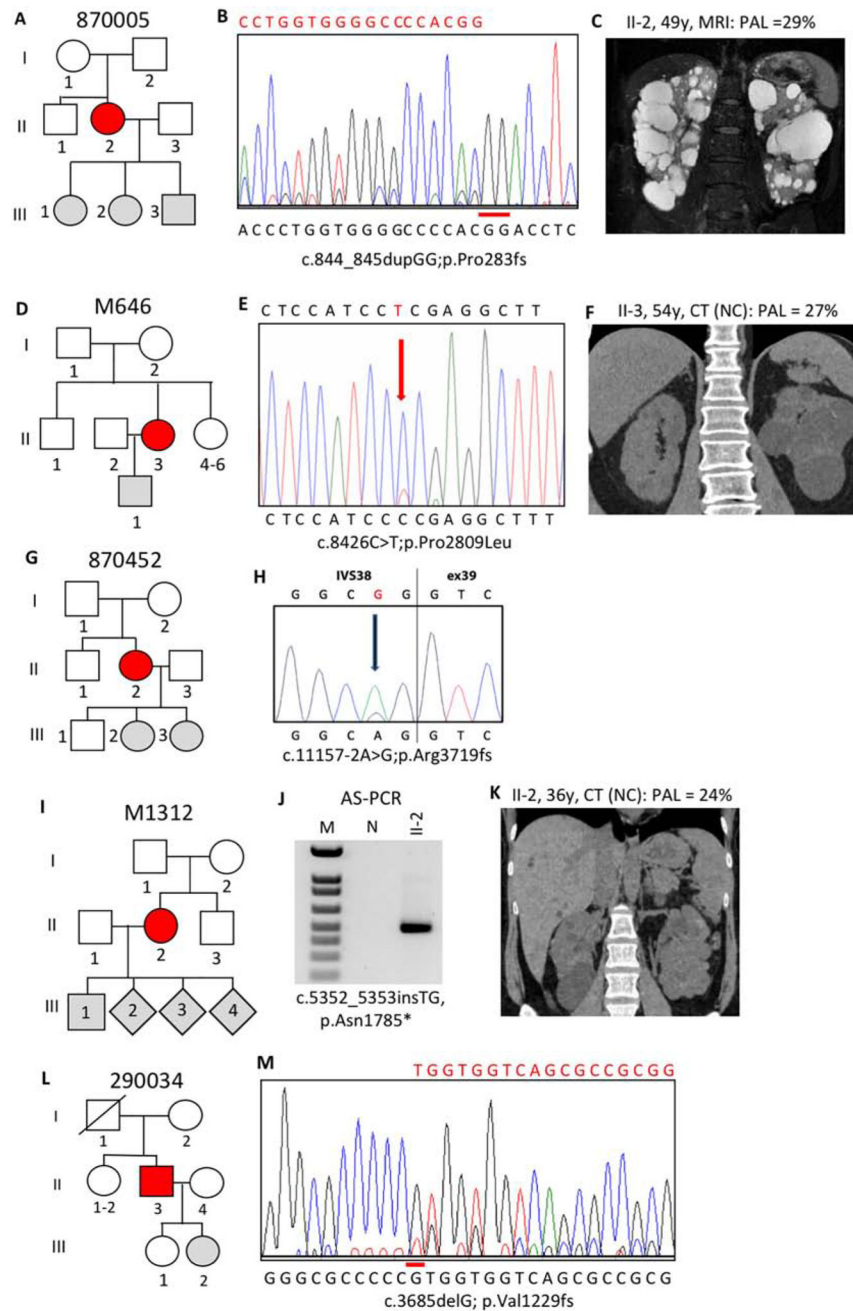 A
870005
I
1
2
II
1
2
3
III
1
2
3
B
CCTGGTGGGGCCCCACGG
ACCCTGGTGGGGCCCCACGGACCTC
c.844_845dupGG;p.Pro283fs
C
II-2, 49y, MRI: PAL =29%
D
M646
I
1
2
II
1
2
3
4-6
1
E
CTCCATCCTCGAGGCTT
CTCCATCCCCGAGGCTTT
c.8426C>T;p.Pro2809Leu
F
II-3, 54y, CT (NC): PAL = 27%
G
870452
I
1
2
II
1
2
3
III
1
2
3
H
IVS38
ex39
G G C G G G T C
G G C A G G T C
c.11157-2A>G;p.Arg3719fs
I
M1312
I
1
2
II
1
2
3
III
1
2
3
4
J
AS-PCR
M
N
II-2
c.5352_5353insTG,
p.Asn1785*
K
II-2, 36y, CT (NC): PAL = 24%
L
290034
I
1
2
II
1-2
3
4
III
1
2
M
TGGTGGTCAGCGCCGCGG
GGGCGCCCCCGTGGTGGTCAGCGCCGCG
c.3685delG; p.Val1229fs